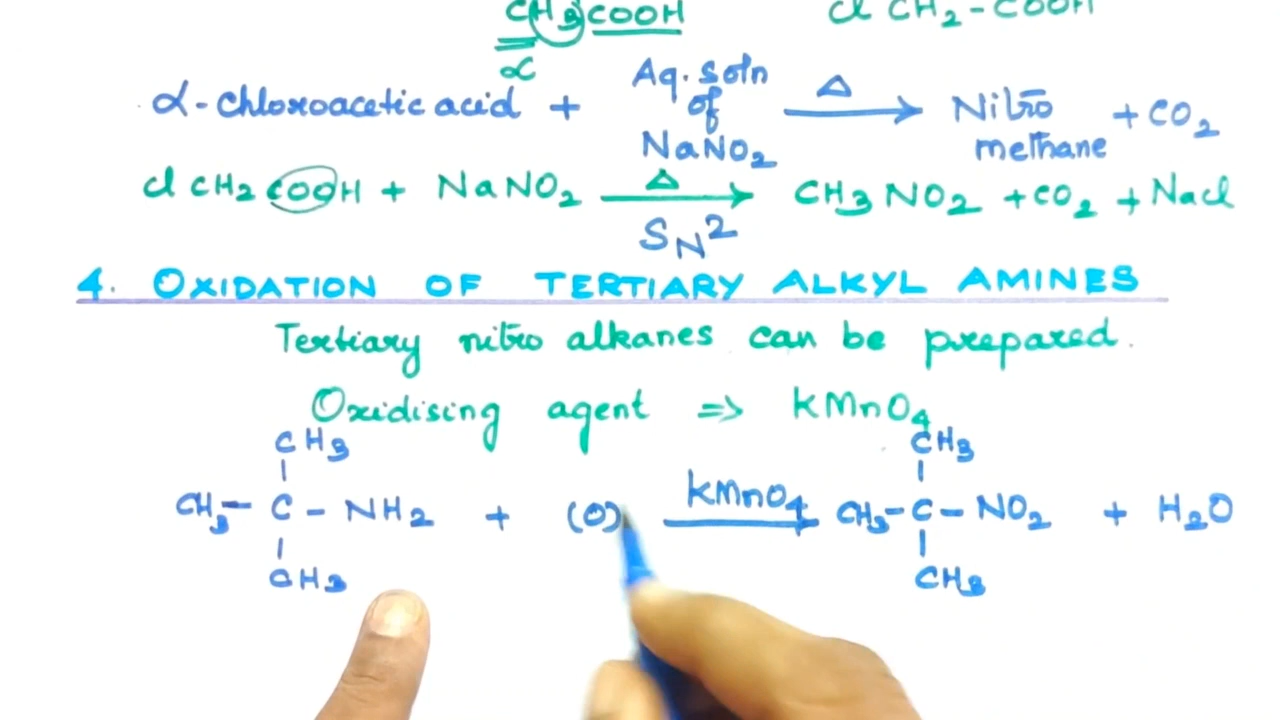 CH3COOH Cl CH2-COOH
α
α-chloroacetic acid + Aq. soln of NaNO2 Δ → Nitro methane + CO2
Cl CH2 COOH + NaNO2 Δ → SN2 CH3 NO2 + CO2 + NaCl
4. OXIDATION OF TERTIARY ALKYL AMINES
Tertiary nitro alkanes can be prepared.
Oxidising agent ⇒ KMnO4
CH3 CH3
CH3-C-NH2 + (O) KMnO4 → CH3-C-NO2 + H2O
CH3 CH3